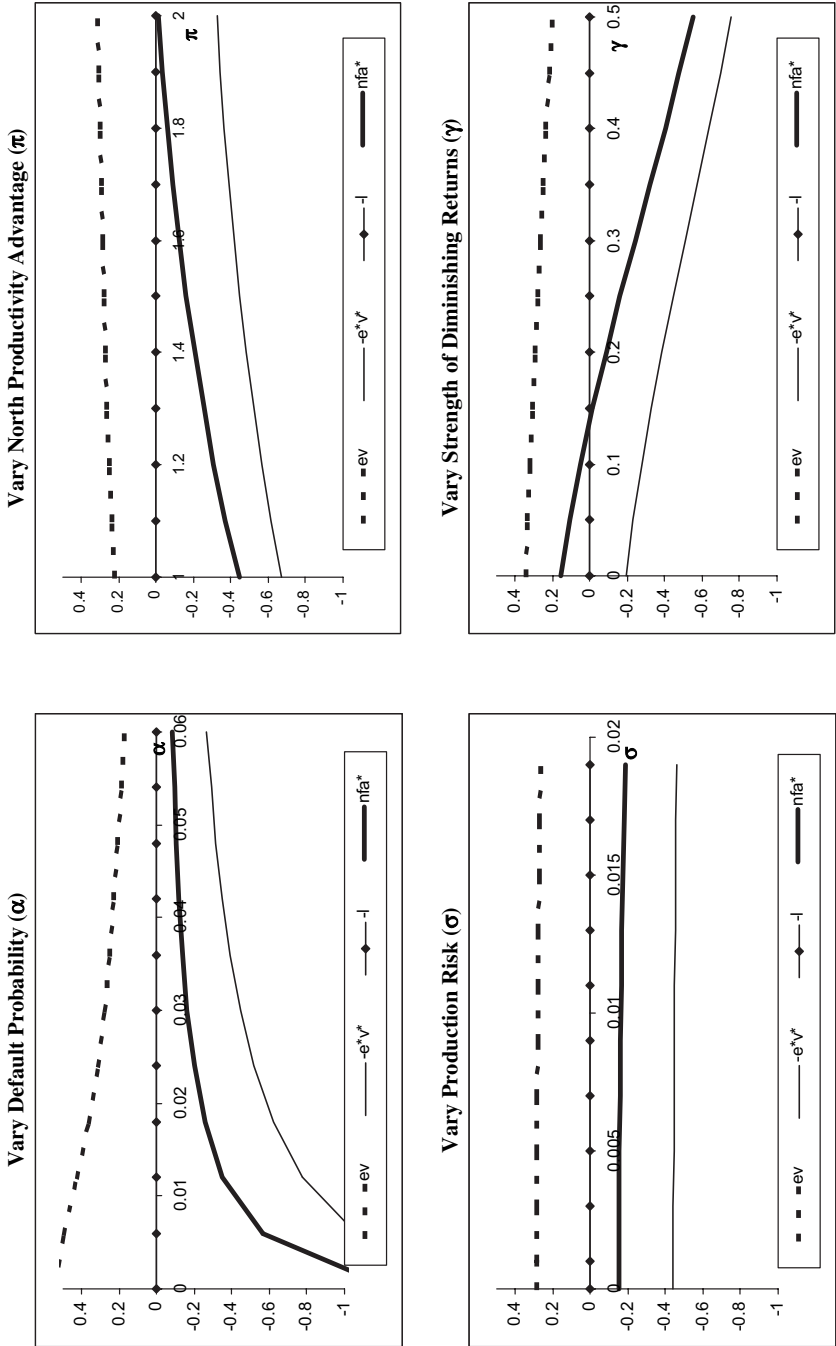 Vary Default Probability (α)
0.4
0.2
0
-0.2
-0.4
-0.6
-0.8
-1
0
0.01
0.02
0.03
0.04
0.05
0.06
α
ev
-e*v*
-l
nfa*
Vary North Productivity Advantage (π)
0.4
0.2
0
-0.2
-0.4
-0.6
-0.8
-1
1
1.2
1.4
1.6
1.8
2
π
ev
-e*v*
-l
nfa*
Vary Production Risk (σ)
0.4
0.2
0
-0.2
-0.4
-0.6
-0.8
-1
0
0.005
0.01
0.015
0.02
σ
ev
-e*v*
-l
nfa*
Vary Strength of Diminishing Returns (γ)
0.4
0.2
0
-0.2
-0.4
-0.6
-0.8
-1
0
0.1
0.2
0.3
0.4
0.5
γ
ev
-e*v*
-l
nfa*